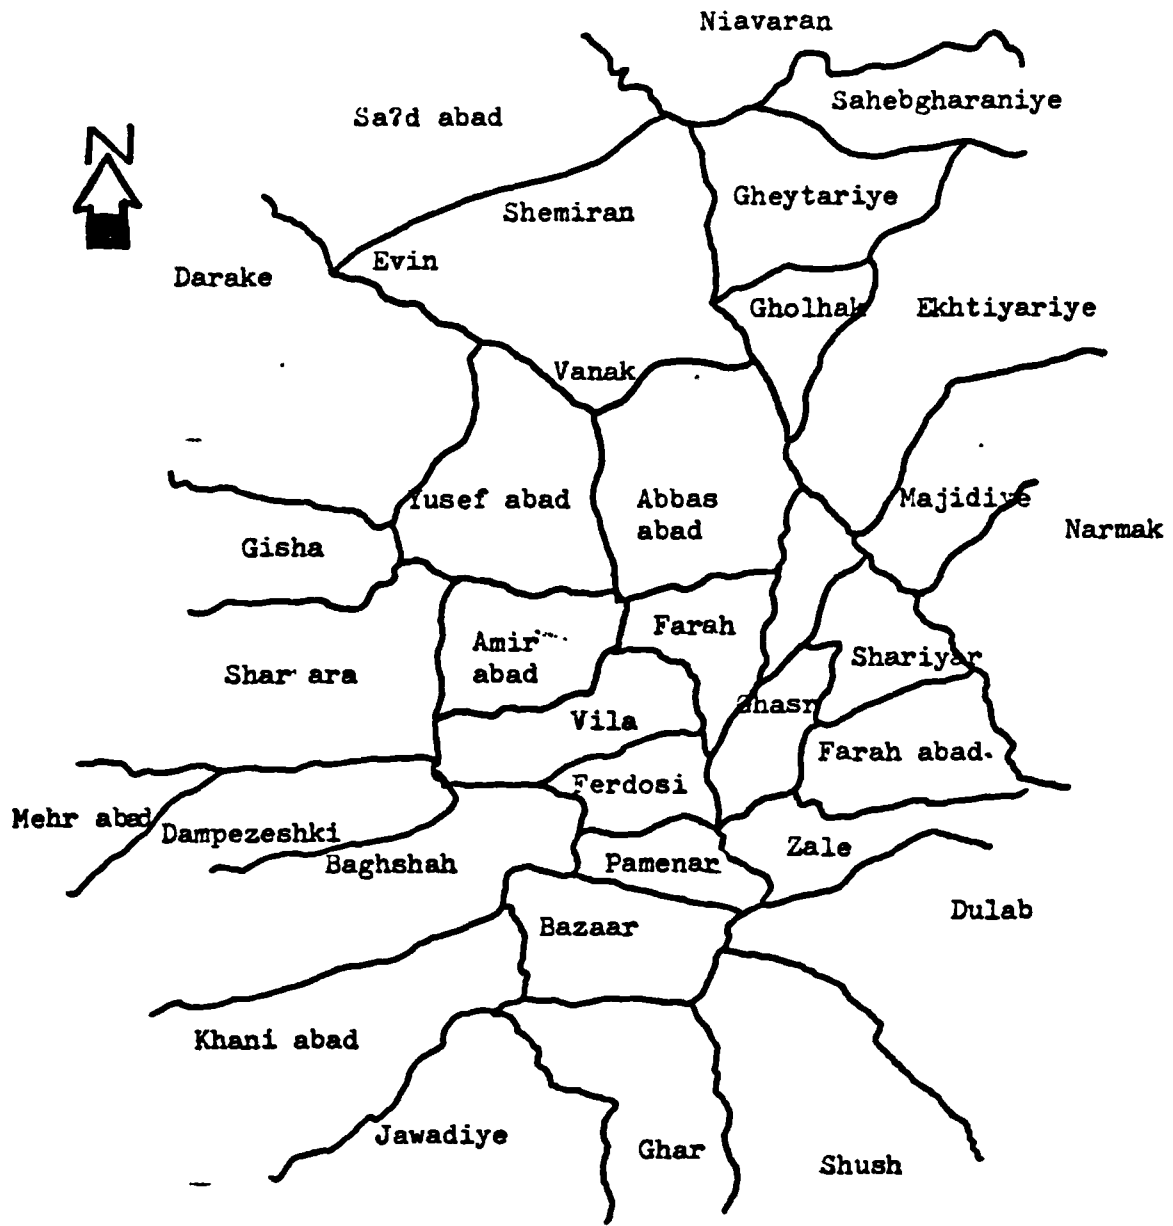 Niavaran
Sahebgharaniye
Sa?d abad
N
Gheytariye
Shemiran
Evin
Darake
Gholhak
Ekhtiyariye
Vanak
Yusef abad
Abbas
abad
Majidiye
Narmak
Gisha
Farah
Amir
abad
Shariyar
Shar ara
Ghasr
Vila
Farah abad.
Ferdosi
Mehr abad
Dampezeshki
Zale
Baghshah
Pamenar
Dulab
Bazaar
Khani abad
Jawadiye
Ghar
Shush